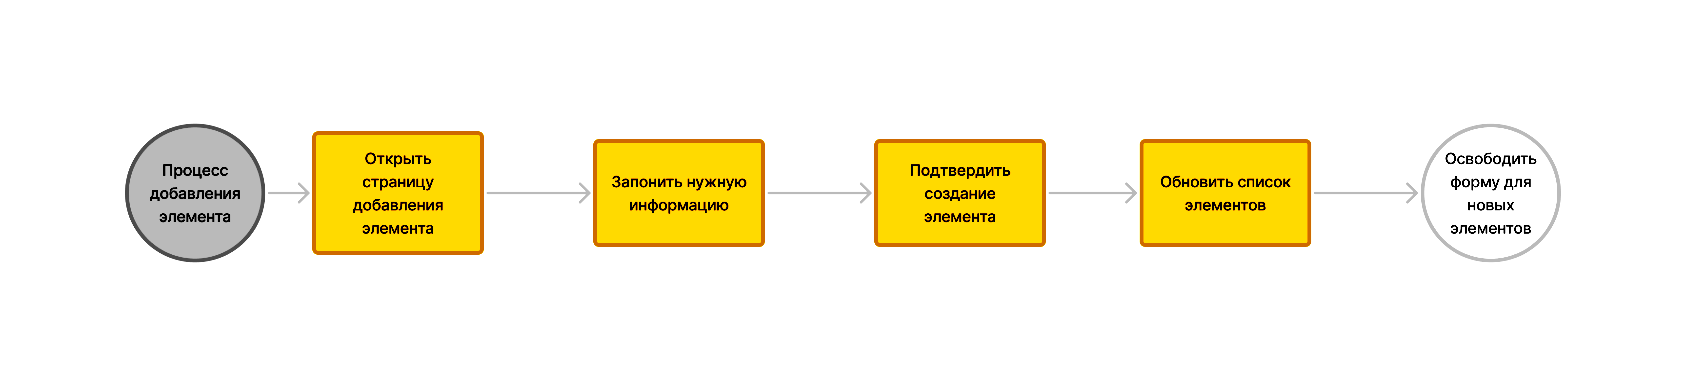 Процесс
добавления
элемента
Открыть
страницу
добавления
элемента
Запонить нужную
информацию
Подтвердить
создание
элемента
Обновить список
элементов
Освободить
форму для
новых
элементов